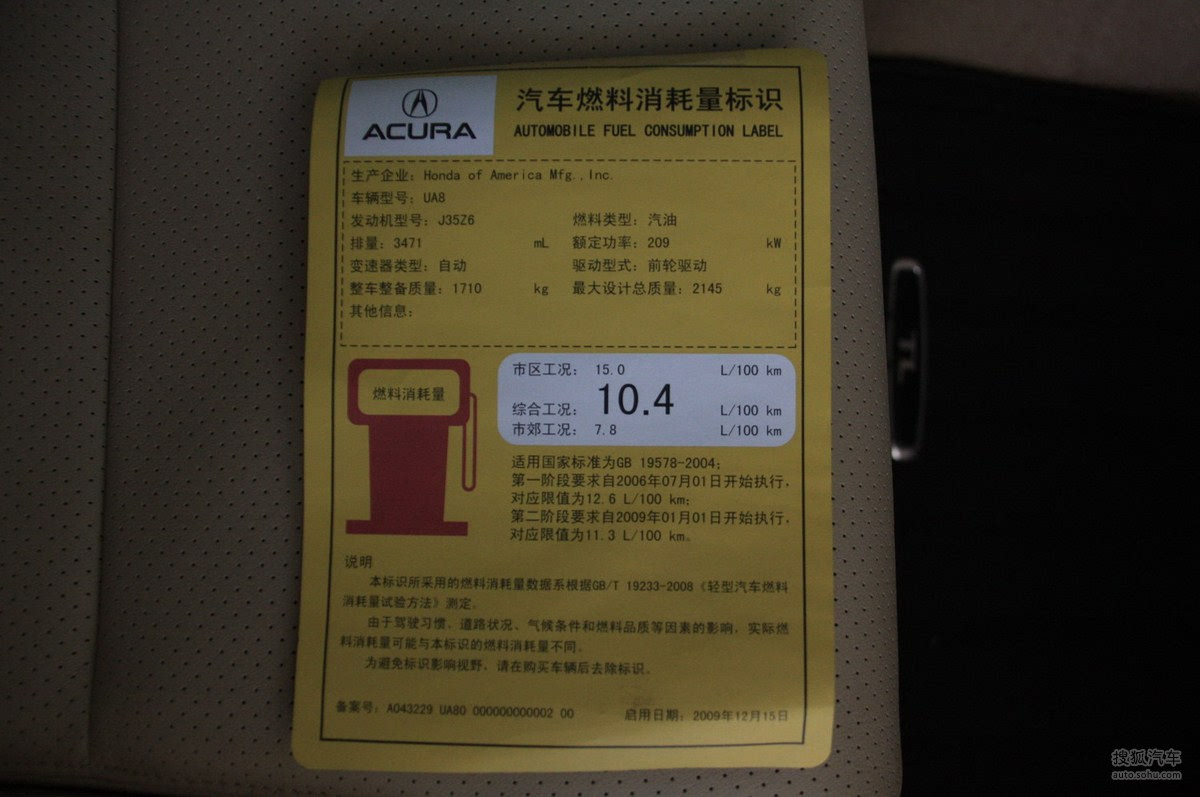 ACURA
汽车燃料消耗量标识
AUTOMOBILE FUEL CONSUMPTION LABEL
生产企业：Honda of America Mfg.,Inc.
车辆型号：UA8
发动机型号：J35Z6 燃料类型：汽油
排量：3471 mL 额定功率：209 kW
变速器类型：自动 驱动型式：前轮驱动
整车整备质量：1710 kg 最大设计总质量：2145 kg
其他信息：
燃料消耗量
市区工况： 15.0 L/100 km
综合工况： 10.4 L/100 km
市郊工况： 7.8 L/100 km
适用国家标准为GB 19578-2004；
第一阶段要求自2006年07月01日开始执行，
对应限值为12.6 L/100 km；
第二阶段要求自2009年01月01日开始执行，
对应限值为11.3 L/100 km。
说明
本标识所采用的燃料消耗量数据系根据GB/T 19233-2008《轻型汽车燃料
消耗量试验方法》测定。
由于驾驶习惯、道路状况、气候条件和燃料品质等因素的影响，实际燃
料消耗量可能与本标识的燃料消耗量不同。
为避免标识影响视野，请在购买车辆后去除标识。
备案号：A043229 UA80 000000000002 00 启用日期：2009年12月15日
TL
搜狐汽车
auto.sohu.com